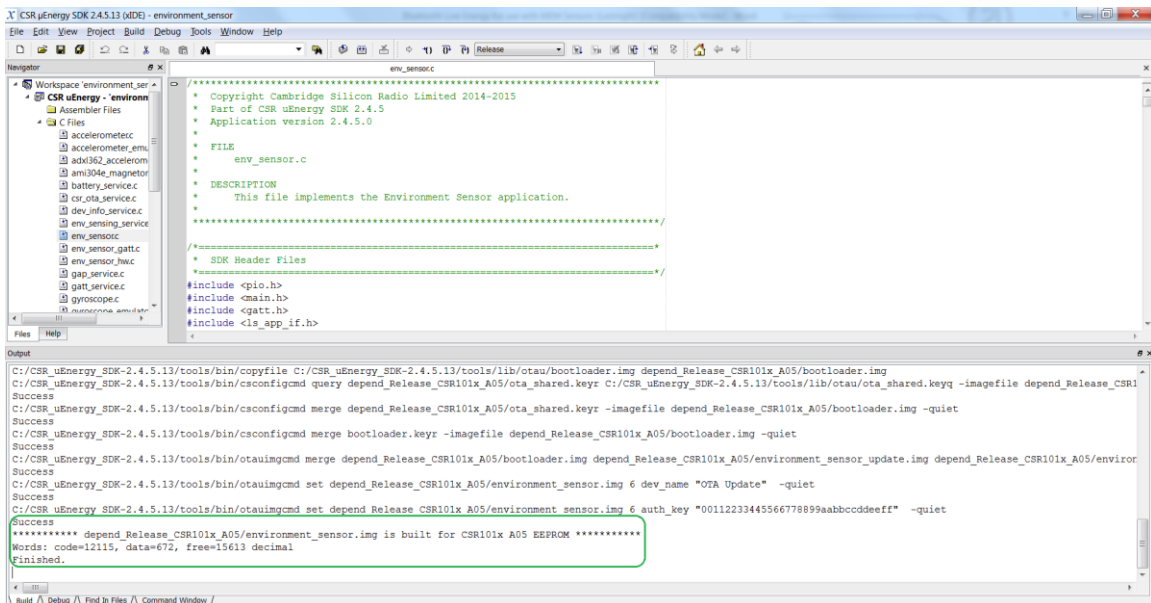 CSR µEnergy SDK 2.4.5.13 (xIDE) - environment_sensor
File Edit View Project Build Debug Tools Window Help
Release
Navigator
env_sensor.c
Workspace 'environment_ser
CSR uEnergy - 'environn
Assembler Files
C Files
accelerometer.c
accelerometer_emu
adxl362_accelerom
ami304e_magnetor
battery_service.c
csr_ota_service.c
dev_info_service.c
env_sensing_service
env_sensor.c
env_sensor_gatt.c
env_sensor_hw.c
gap_service.c
gatt_service.c
gyroscope.c
gyroscope_emulato
Files Help
/******************************************************************************
* Copyright Cambridge Silicon Radio Limited 2014-2015
* Part of CSR uEnergy SDK 2.4.5
* Application version 2.4.5.0
*
* FILE
* env_sensor.c
*
* DESCRIPTION
* This file implements the Environment Sensor application.
*
******************************************************************************/
/*============================================================================*
* SDK Header Files
*============================================================================*/
#include <pio.h>
#include <main.h>
#include <gatt.h>
#include <ls_app_if.h>
Output
C:/CSR_uEnergy_SDK-2.4.5.13/tools/bin/copyfile C:/CSR_uEnergy_SDK-2.4.5.13/tools/lib/otau/bootloader.img depend_Release_CSR101x_A05/bootloader.img
C:/CSR_uEnergy_SDK-2.4.5.13/tools/bin/csconfigcmd query depend_Release_CSR101x_A05/ota_shared.keyr C:/CSR_uEnergy_SDK-2.4.5.13/tools/lib/otau/ota_shared.keyq -imagefile depend_Release_CSR1
Success
C:/CSR_uEnergy_SDK-2.4.5.13/tools/bin/csconfigcmd merge depend_Release_CSR101x_A05/ota_shared.keyr -imagefile depend_Release_CSR101x_A05/bootloader.img -quiet
Success
C:/CSR_uEnergy_SDK-2.4.5.13/tools/bin/csconfigcmd merge bootloader.keyr -imagefile depend_Release_CSR101x_A05/bootloader.img -quiet
Success
C:/CSR_uEnergy_SDK-2.4.5.13/tools/bin/otauimgcmd merge depend_Release_CSR101x_A05/bootloader.img depend_Release_CSR101x_A05/environment_sensor_update.img depend_Release_CSR101x_A05/environ
Success
C:/CSR_uEnergy_SDK-2.4.5.13/tools/bin/otauimgcmd set depend_Release_CSR101x_A05/environment_sensor.img 6 dev_name "OTA Update" -quiet
Success
C:/CSR_uEnergy_SDK-2.4.5.13/tools/bin/otauimgcmd set depend_Release_CSR101x_A05/environment_sensor.img 6 auth_key "00112233445566778899aabbccddeeff" -quiet
Success
*********** depend_Release_CSR101x_A05/environment_sensor.img is built for CSR101x A05 EEPROM ***********
Words: code=12115, data=672, free=15613 decimal
Finished.
Build / Debug / Find In Files / Command Window /